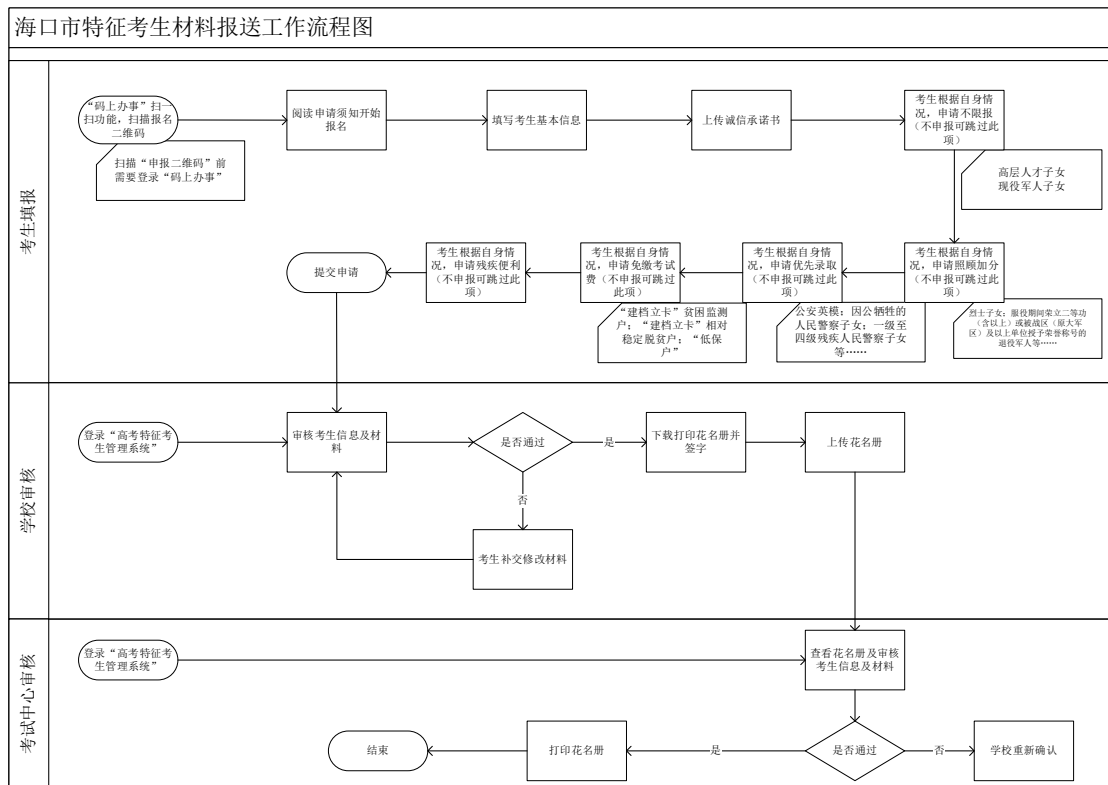 海口市特征考生材料报送工作流程图
考生填报
“码上办事”扫一
扫功能，扫描报名
二维码
扫描“申报二维码”前
需要登录“码上办事”
阅读申请须知开始
报名
填写考生基本信息
上传诚信承诺书
考生根据自身情
况，申请不限报
（不申报可跳过此
项）
高层人才子女
现役军人子女
考生根据自身情
况，申请照顾加分
（不申报可跳过此
项）
烈士子女；服役期间荣立二等功
（含以上）或被战区（原大军
区）及以上单位授予荣誉称号的
退役军人等……
考生根据自身情
况，申请优先录取
（不申报可跳过此
项）
公安英模；因公牺牲的
人民警察子女；一级至
四级残疾人民警察子女
等……
考生根据自身情
况，申请免缴考试
费（不申报可跳过
此项）
“建档立卡”贫困监测
户；“建档立卡”相对
稳定脱贫户；“低保
户”
考生根据自身情
况，申请残疾便利
（不申报可跳过此
项）
提交申请
学校审核
登录“高考特征考
生管理系统”
审核考生信息及材
料
是否通过
是
下载打印花名册并
签字
上传花名册
否
考生补交修改材料
考试中心审核
登录“高考特征考
生管理系统”
查看花名册及审核
考生信息及材料
是否通过
是
打印花名册
结束
否
学校重新确认